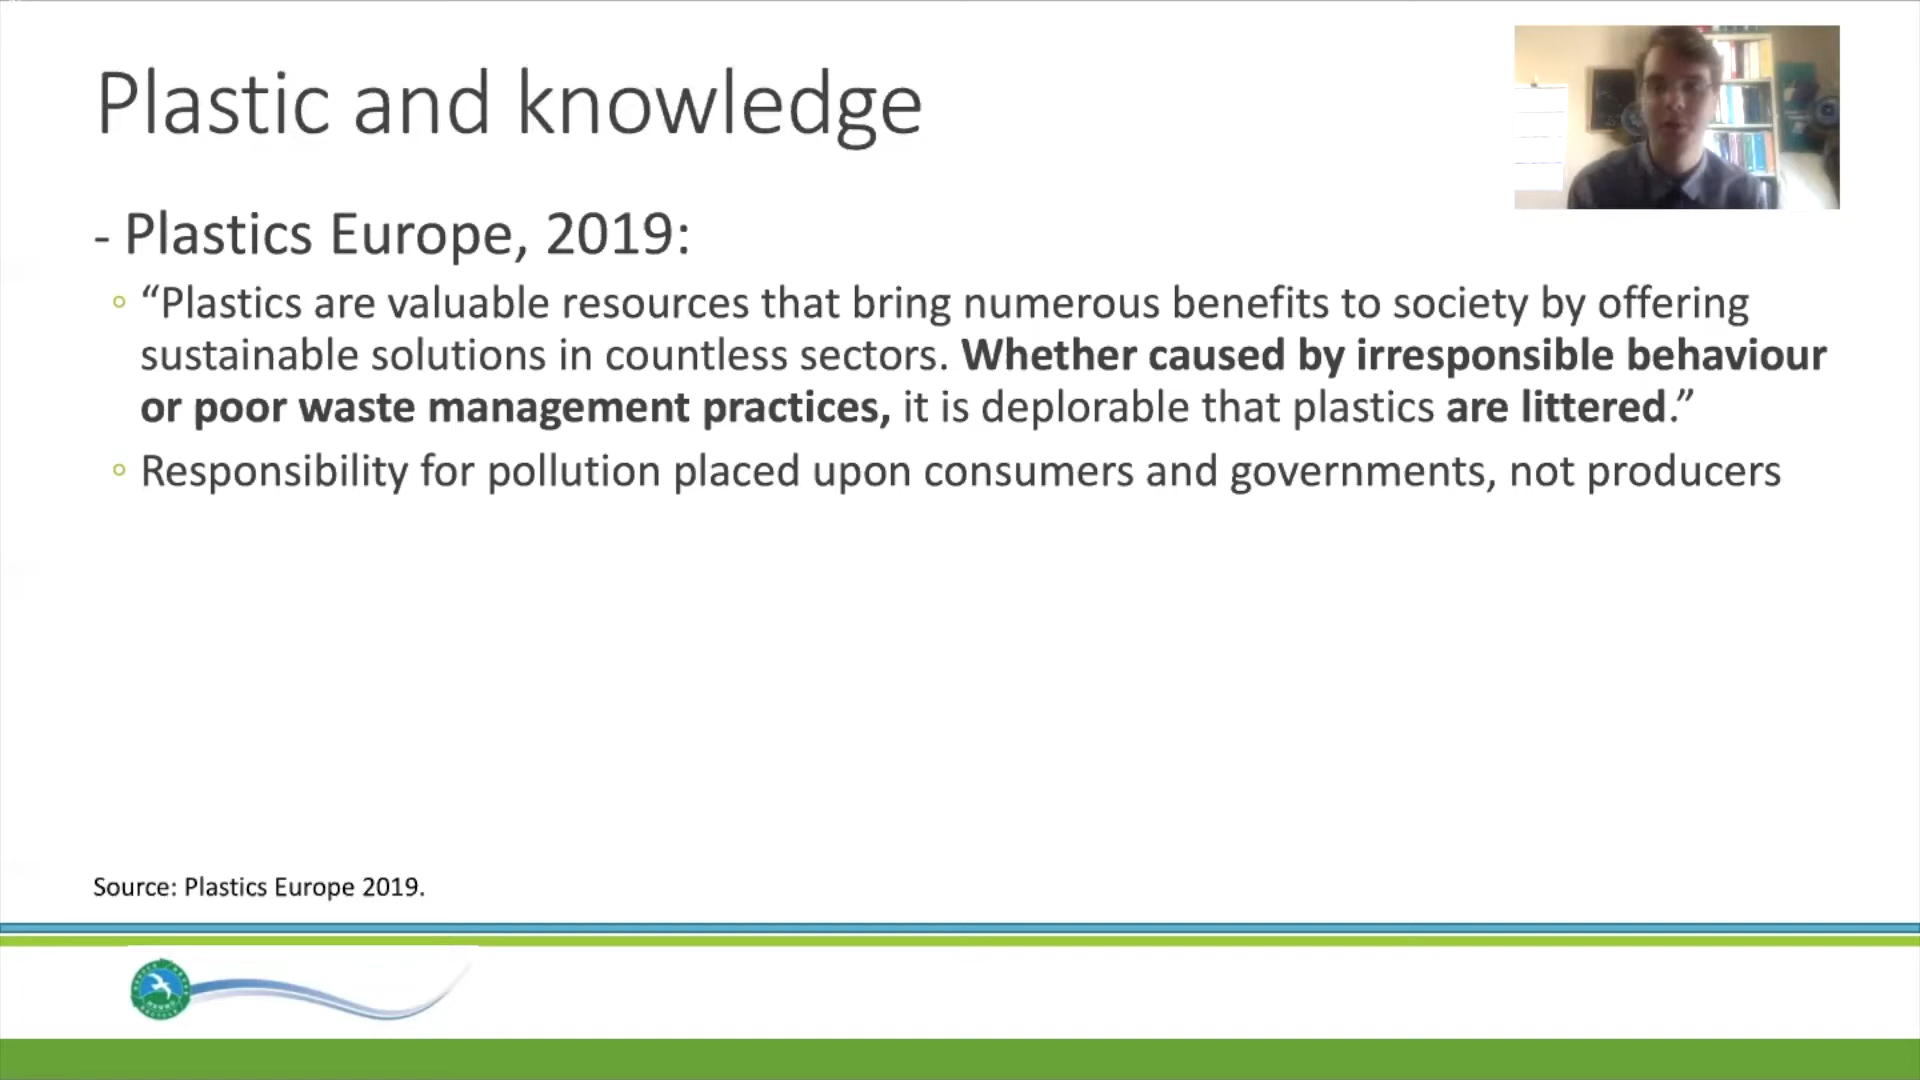 Plastic and knowledge
- Plastics Europe, 2019:
◦ “Plastics are valuable resources that bring numerous benefits to society by offering
sustainable solutions in countless sectors. Whether caused by irresponsible behaviour
or poor waste management practices, it is deplorable that plastics are littered.”
◦ Responsibility for pollution placed upon consumers and governments, not producers
Source: Plastics Europe 2019.